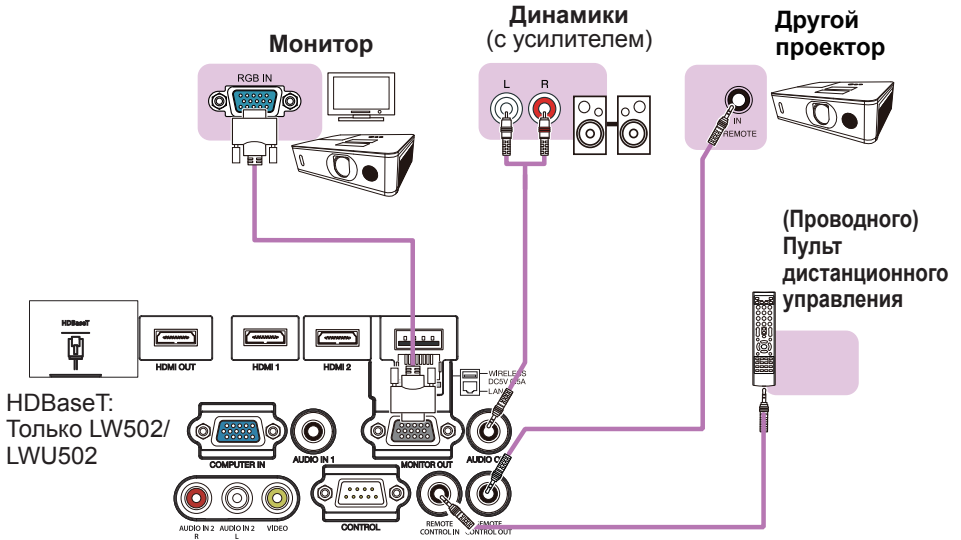 Монитор
Динамики
(с усилителем)
Другой
проектор
RGB IN
L R
IN
REMOTE
(Проводного)
Пульт
дистанционного
управления
HDBaseT
HDMI OUT
HDMI 1
HDMI 2
WIRELESS
DC5V 0.5A
LAN
HDBaseT:
Только LW502/
LWU502
COMPUTER IN
AUDIO IN 1
MONITOR OUT
AUDIO OUT
AUDIO IN 2
R
AUDIO IN 2
L
VIDEO
CONTROL
REMOTE
CONTROL IN
REMOTE
CONTROL OUT